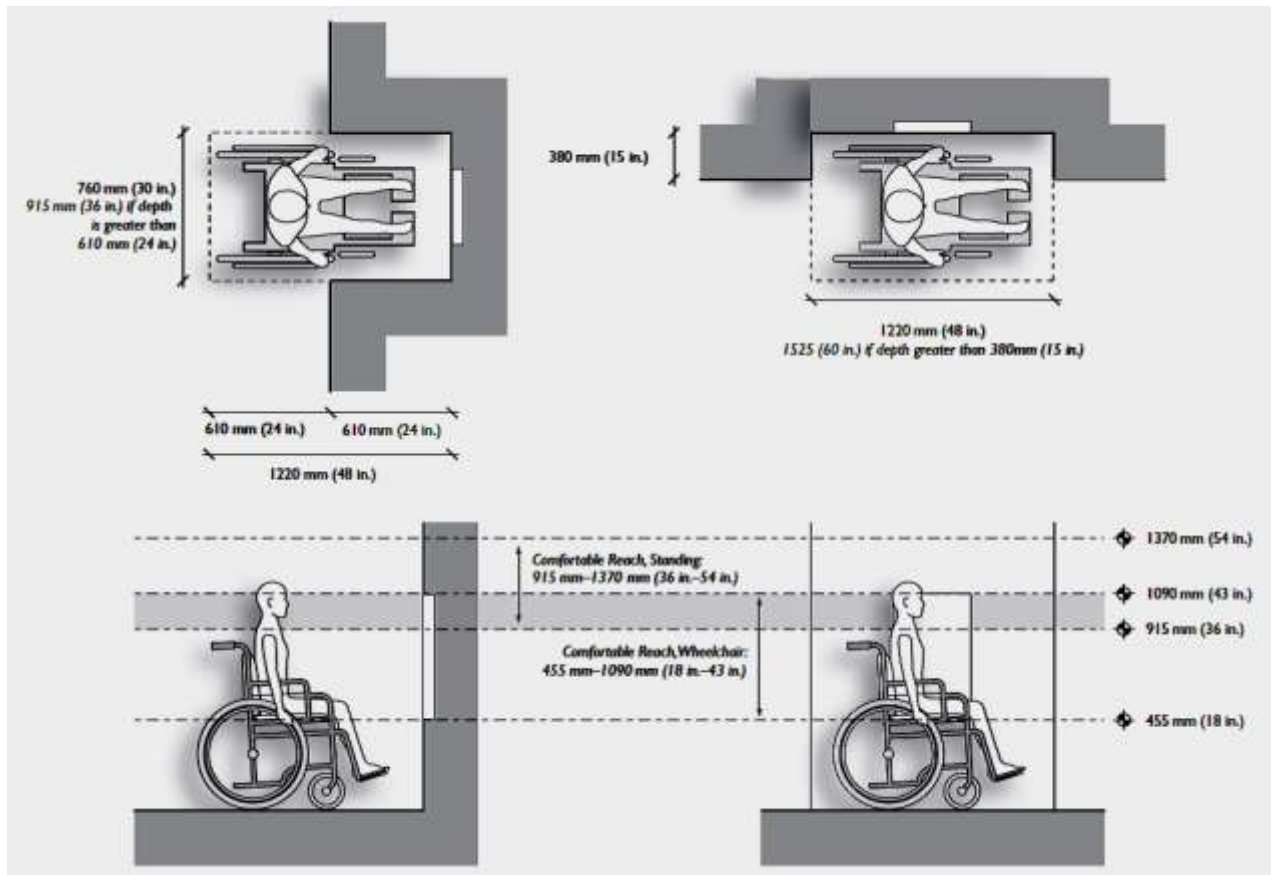 760 mm (30 in.)
915 mm (36 in.) if depth
is greater than
610 mm (24 in.)
610 mm (24 in.)
610 mm (24 in.)
1220 mm (48 in.)
380 mm (15 in.)
1220 mm (48 in.)
1525 (60 in.) if depth greater than 380mm (15 in.)
Comfortable Reach, Standing:
915 mm–1370 mm (36 in.–54 in.)
Comfortable Reach, Wheelchair:
455 mm–1090 mm (18 in.–43 in.)
1370 mm (54 in.)
1090 mm (43 in.)
915 mm (36 in.)
455 mm (18 in.)